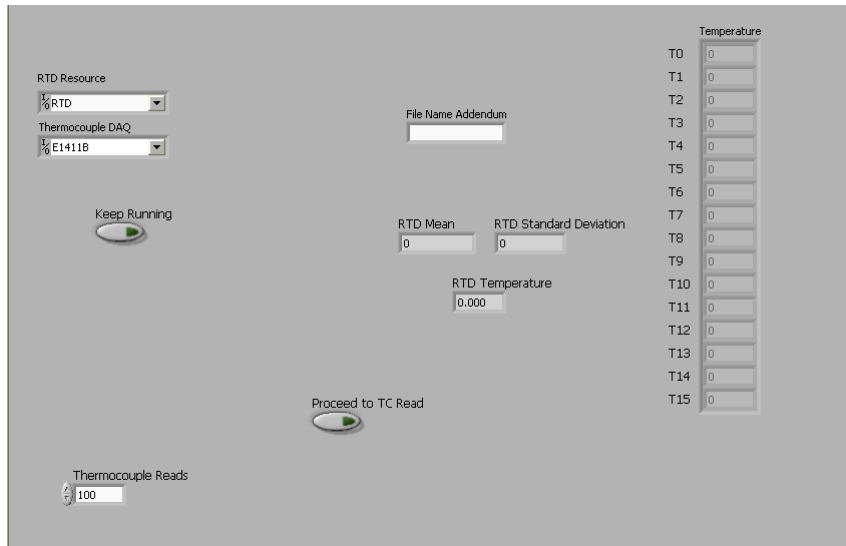 Temperature
T0 0
T1 0
RTD Resource
I/O RTD
T2 0
File Name Addendum
T3 0
Thermocouple DAQ
I/O E1411B
T4 0
T5 0
T6 0
Keep Running
T7 0
RTD Mean RTD Standard Deviation
0 0
T8 0
T9 0
RTD Temperature
T10 0
0.000
T11 0
T12 0
T13 0
T14 0
Proceed to TC Read
T15 0
Thermocouple Reads
100